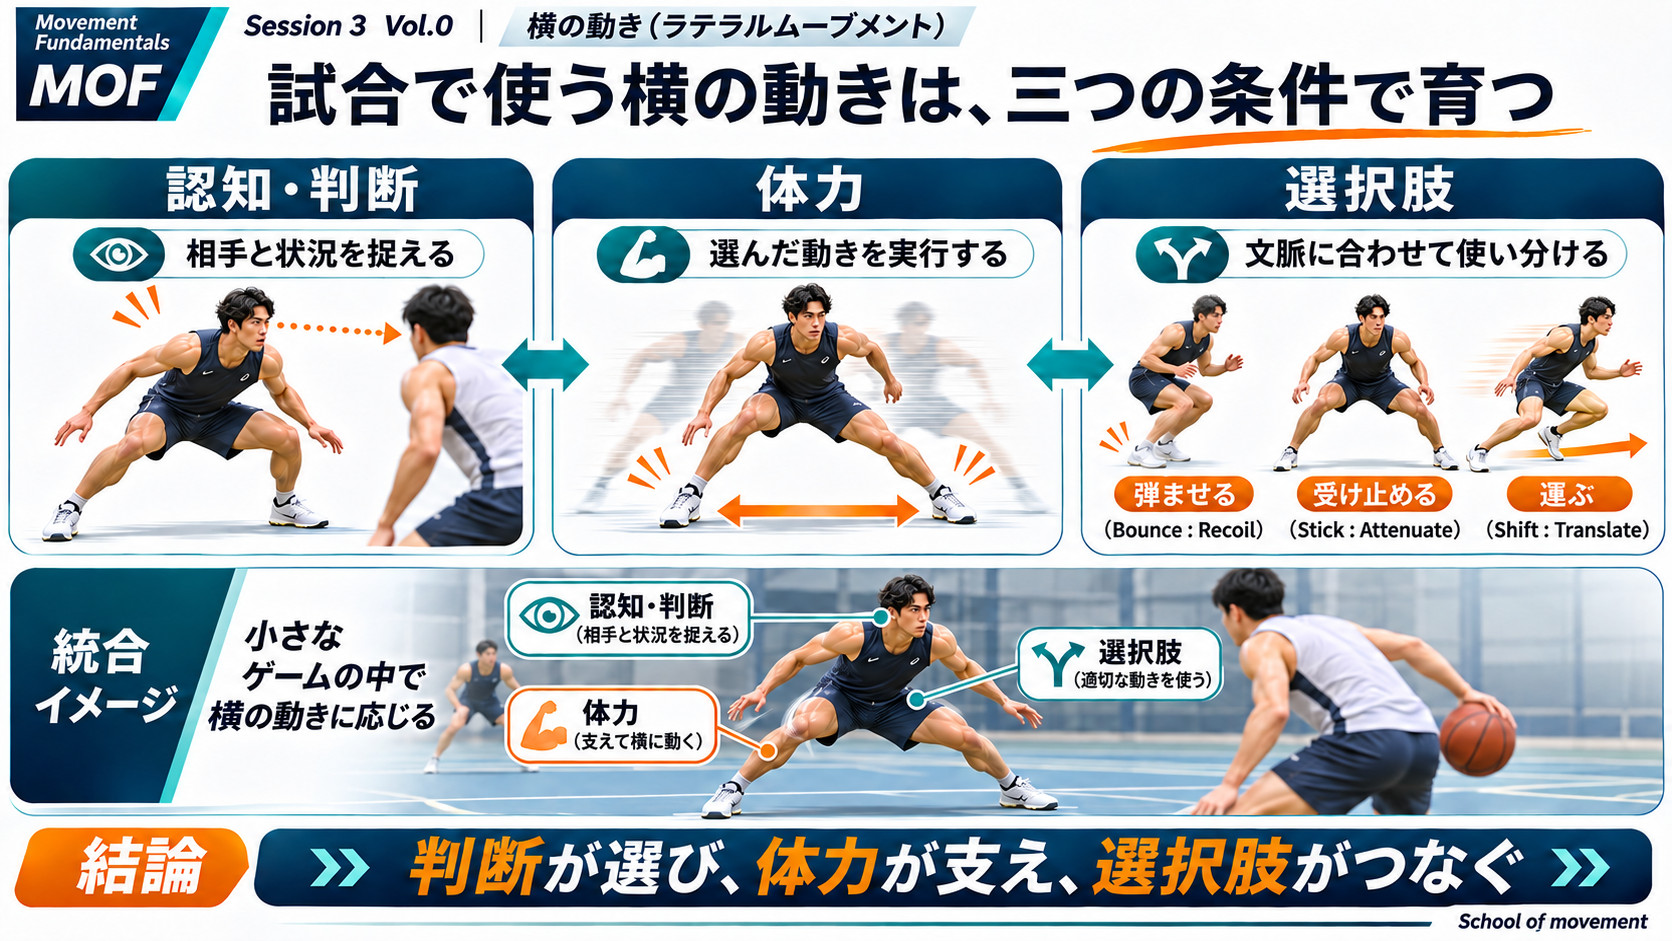 Movement
Fundamentals
MOF
Session 3 Vol.0
横の動き(ラテラルムーブメント)
試合で使う横の動きは、三つの条件で育つ
認知・判断
相手と状況を捉える
体力
選んだ動きを実行する
選択肢
文脈に合わせて使い分ける
弾ませる
(Bounce : Recoil)
受け止める
(Stick : Attenuate)
運ぶ
(Shift : Translate)
統合
イメージ
小さな
ゲームの中で
横の動きに応じる
認知・判断
(相手と状況を捉える)
体力
(支えて横に動く)
選択肢
(適切な動きを使う)
結論
判断が選び、体力が支え、選択肢がつなぐ
School of movement